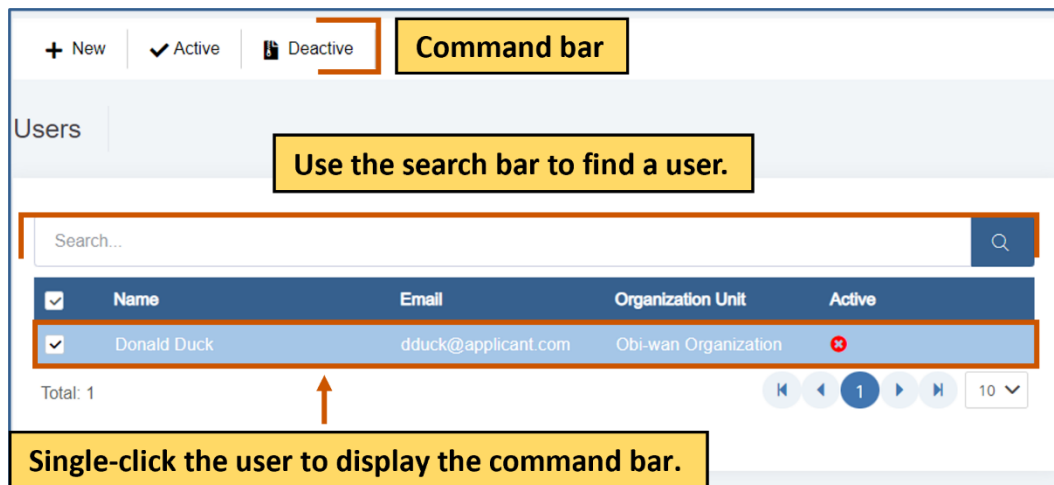 New Active Deactive Command bar
Users
Use the search bar to find a user.
Search...
Name Email Organization Unit Active
Donald Duck dduck@applicant.com Obi-wan Organization
Total: 1 1 10
Single-click the user to display the command bar.